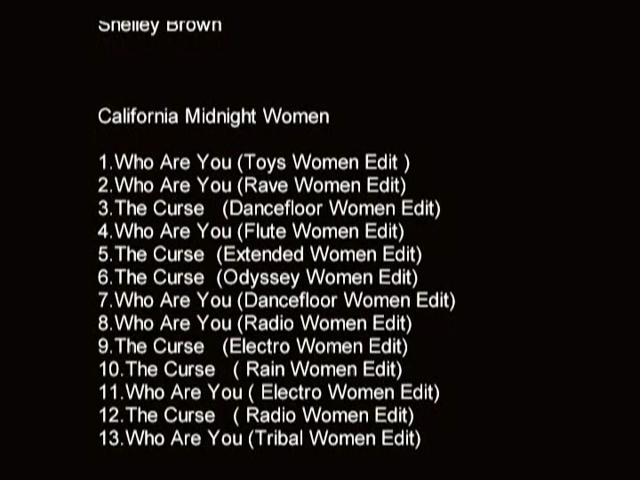 Shelley Brown
California Midnight Women
1.Who Are You (Toys Women Edit )
2.Who Are You (Rave Women Edit)
3.The Curse   (Dancefloor Women Edit)
4.Who Are You (Flute Women Edit)
5.The Curse  (Extended Women Edit)
6.The Curse  (Odyssey Women Edit)
7.Who Are You (Dancefloor Women Edit)
8.Who Are You (Radio Women Edit)
9.The Curse   (Electro Women Edit)
10.The Curse   ( Rain Women Edit)
11.Who Are You ( Electro Women Edit)
12.The Curse   ( Radio Women Edit)
13.Who Are You (Tribal Women Edit)